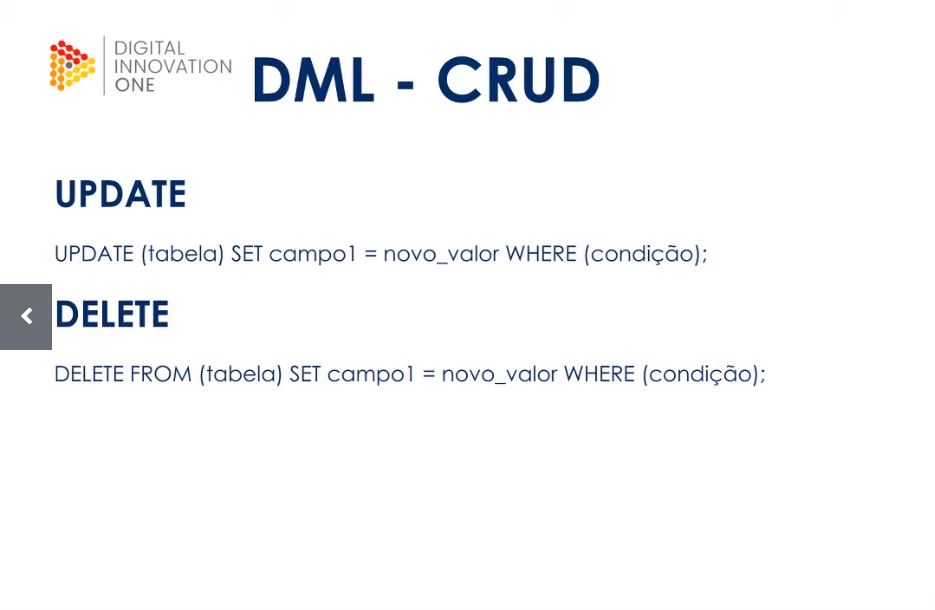 DIGITAL
INNOVATION
ONE
DML - CRUD
UPDATE
UPDATE (tabela) SET campo1 = novo_valor WHERE (condição);
DELETE
DELETE FROM (tabela) SET campo1 = novo_valor WHERE (condição);